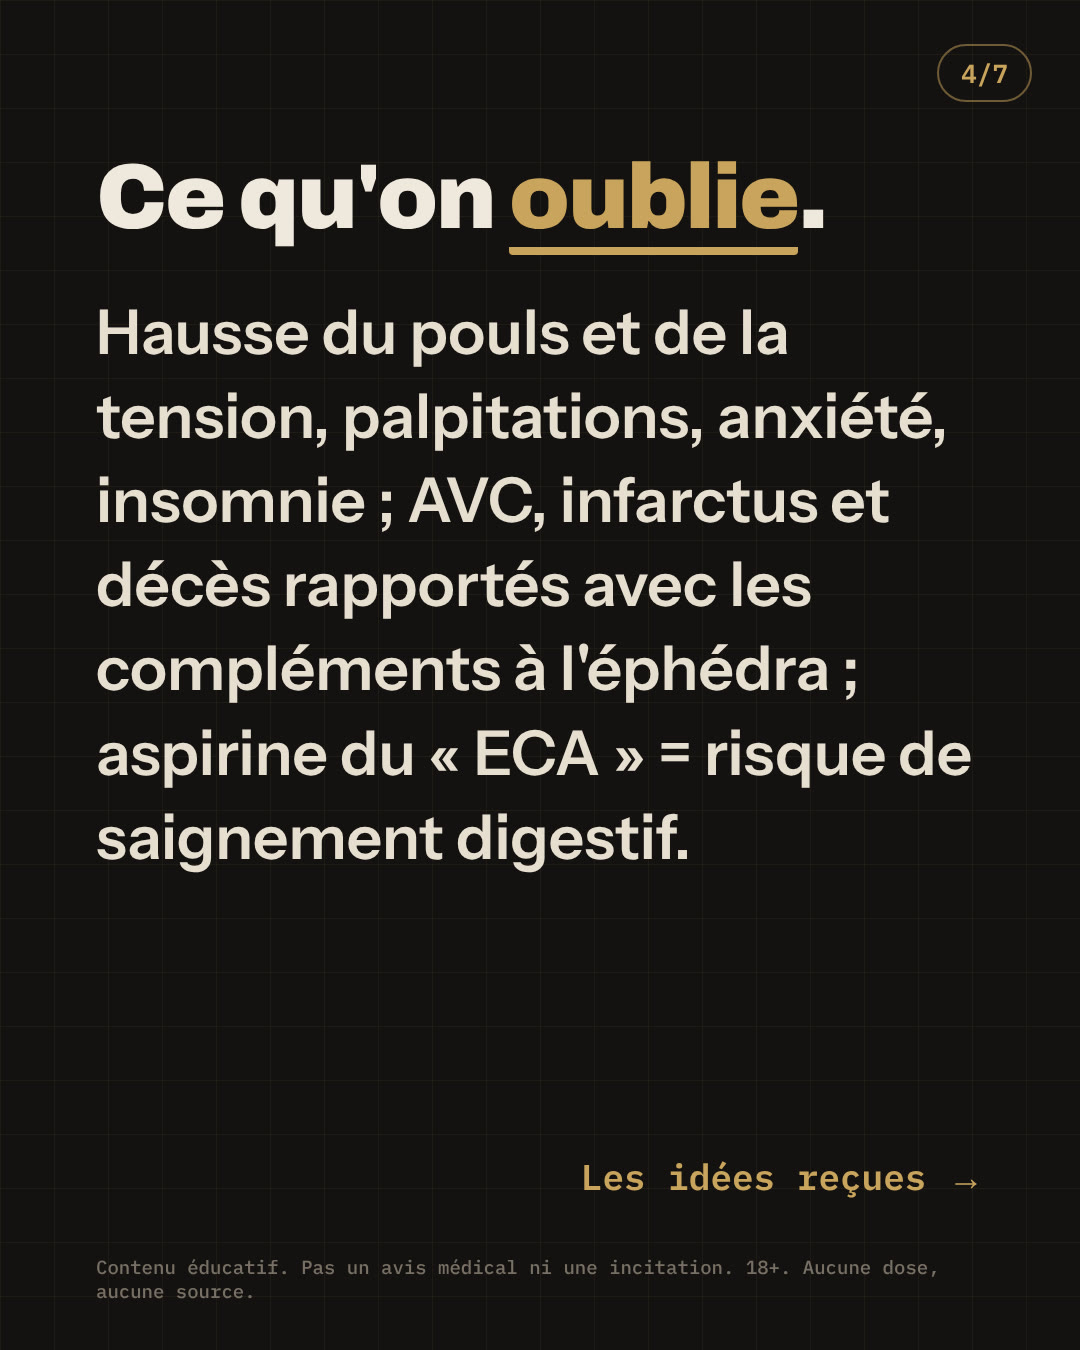 4/7
Ce qu'on oublie.
Hausse du pouls et de la
tension, palpitations, anxiété,
insomnie ; AVC, infarctus et
décès rapportés avec les
compléments à l'éphédra ;
aspirine du « ECA » = risque de
saignement digestif.
Les idées reçues →
Contenu éducatif. Pas un avis médical ni une incitation. 18+. Aucune dose,
aucune source.